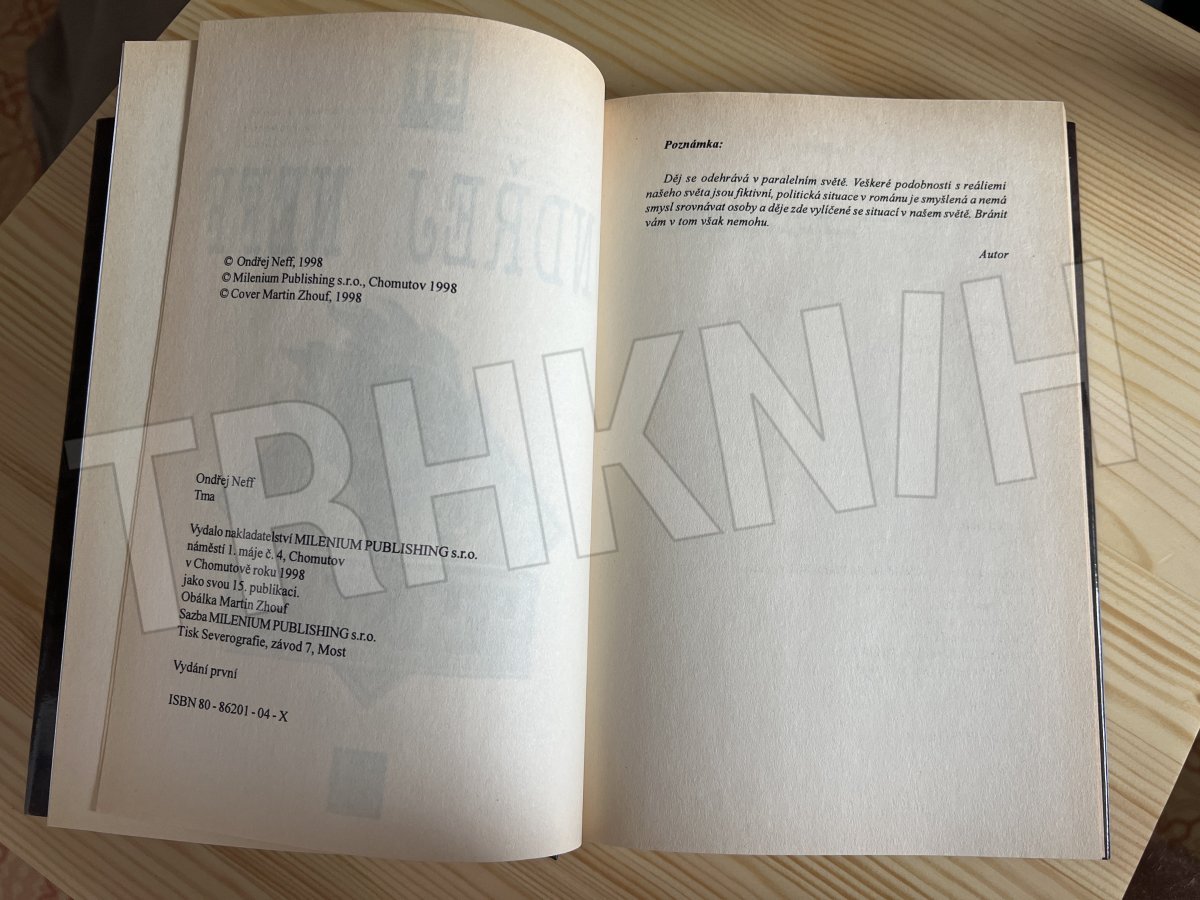 © Ondřej Neff, 1998
© Milenium Publishing s.r.o., Chomutov 1998
© Cover Martin Zhouf, 1998
Ondřej Neff
Tma
Vydalo nakladatelství MILENIUM PUBLISHING s.r.o.
náměstí 1. máje č. 4, Chomutov
v Chomutově roku 1998
jako svou 15. publikaci.
Obálka Martin Zhouf
Sazba MILENIUM PUBLISHING s.r.o.
Tisk Severografie, závod 7, Most
Vydání první
ISBN 80 - 86201 - 04 - X
Poznámka:
Děj se odehrává v paralelním světě. Veškeré podobnosti s reáliemi
našeho světa jsou fiktivní, politická situace v románu je smyšlená a nemá
smysl srovnávat osoby a děje zde vylíčené se situací v našem světě. Bránit
vám v tom však nemohu.
Autor
TRHKNIH